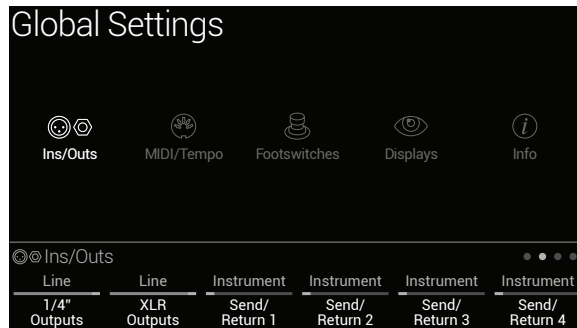 Global Settings
Ins/Outs MIDI/Tempo Footswitches Displays Info
Ins/Outs
Line Line Instrument Instrument Instrument Instrument
1/4" XLR Send/ Send/ Send/ Send/
Outputs Outputs Return 1 Return 2 Return 3 Return 4